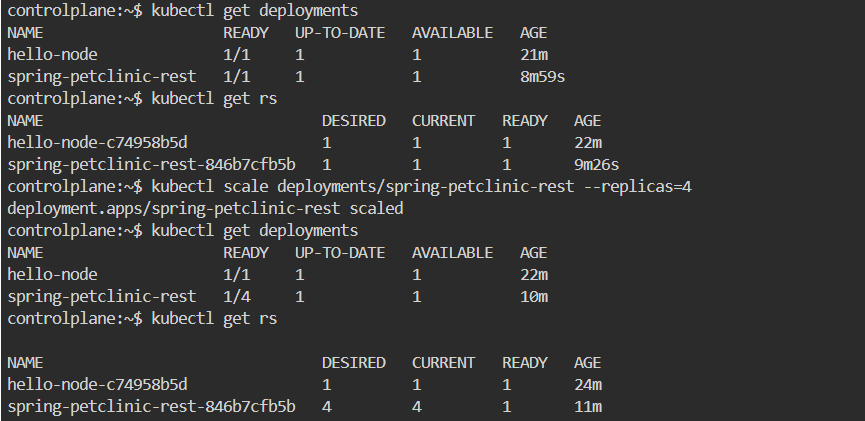 controlplane:~$ kubectl get deployments
NAME                    READY   UP-TO-DATE   AVAILABLE   AGE
hello-node              1/1     1            1           21m
spring-petclinic-rest   1/1     1            1           8m59s
controlplane:~$ kubectl get rs
NAME                               DESIRED   CURRENT   READY   AGE
hello-node-c74958b5d               1         1         1       22m
spring-petclinic-rest-846b7cfb5b   1         1         1       9m26s
controlplane:~$ kubectl scale deployments/spring-petclinic-rest --replicas=4
deployment.apps/spring-petclinic-rest scaled
controlplane:~$ kubectl get deployments
NAME                    READY   UP-TO-DATE   AVAILABLE   AGE
hello-node              1/1     1            1           22m
spring-petclinic-rest   1/4     1            1           10m
controlplane:~$ kubectl get rs
NAME                               DESIRED   CURRENT   READY   AGE
hello-node-c74958b5d               1         1         1       24m
spring-petclinic-rest-846b7cfb5b   4         4         1       11m